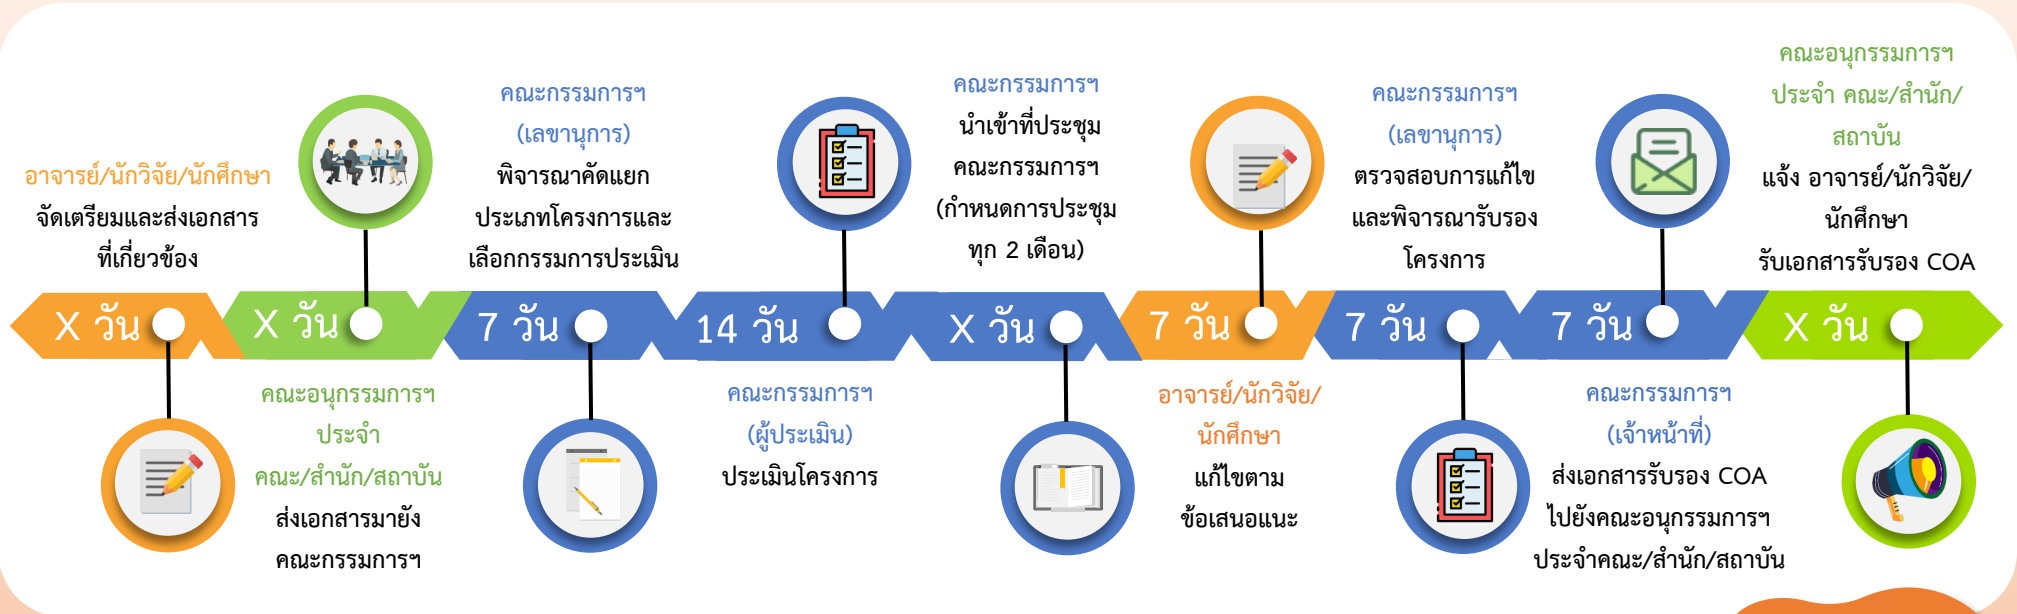 อาจารย์/นักวิจัย/นักศึกษา
จัดเตรียมและส่งเอกสาร
ที่เกี่ยวข้อง
X วัน
X วัน
คณะอนุกรรมการฯ
ประจำ
คณะ/สำนัก/สถาบัน
ส่งเอกสารมายัง
คณะกรรมการฯ
คณะกรรมการฯ
(เลขานุการ)
พิจารณาคัดแยก
ประเภทโครงการและ
เลือกกรรมการประเมิน
7 วัน
14 วัน
คณะกรรมการฯ
(ผู้ประเมิน)
ประเมินโครงการ
คณะกรรมการฯ
นำเข้าที่ประชุม
คณะกรรมการฯ
(กำหนดการประชุม
ทุก 2 เดือน)
X วัน
7 วัน
อาจารย์/นักวิจัย/
นักศึกษา
แก้ไขตาม
ข้อเสนอแนะ
คณะกรรมการฯ
(เลขานุการ)
ตรวจสอบการแก้ไข
และพิจารณารับรอง
โครงการ
7 วัน
7 วัน
คณะกรรมการฯ
(เจ้าหน้าที่)
ส่งเอกสารรับรอง COA
ไปยังคณะอนุกรรมการฯ
ประจำคณะ/สำนัก/สถาบัน
คณะอนุกรรมการฯ
ประจำ คณะ/สำนัก/
สถาบัน
แจ้ง อาจารย์/นักวิจัย/
นักศึกษา
รับเอกสารรับรอง COA
X วัน